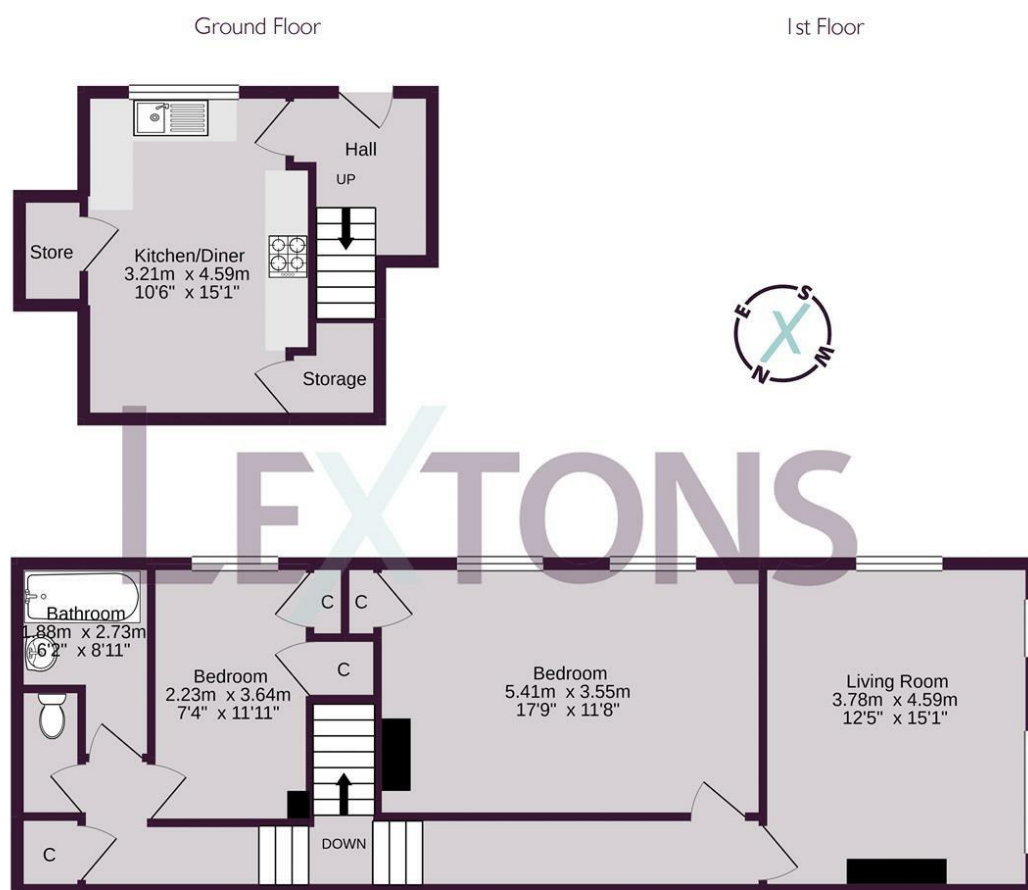 Ground Floor
1st Floor
Hall
UP
Store
Kitchen/Diner
3.21m x 4.59m
10'6" x 15'1"
Storage
E
S
N
W
LEXTONS
Bathroom
1.88m x 2.73m
6'2" x 8'11"
C
C
C
Bedroom
2.23m x 3.64m
7'4" x 11'11"
Bedroom
5.41m x 3.55m
17'9" x 11'8"
Living Room
3.78m x 4.59m
12'5" x 15'1"
DOWN
C